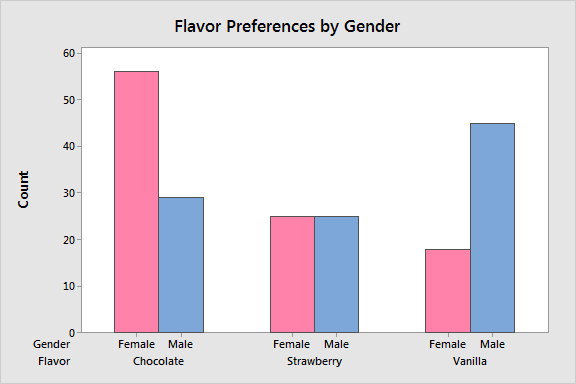 Flavor Preferences by Gender
Count
60
50
40
30
20
10
0
Gender Female Male Female Male Female Male
Flavor Chocolate Strawberry Vanilla